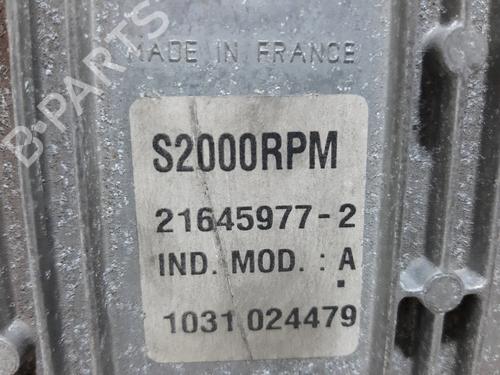 MADE IN FRANCE
S2000RPM
21645977-2
IND. MOD. : A
1031 024479
B-PARTS